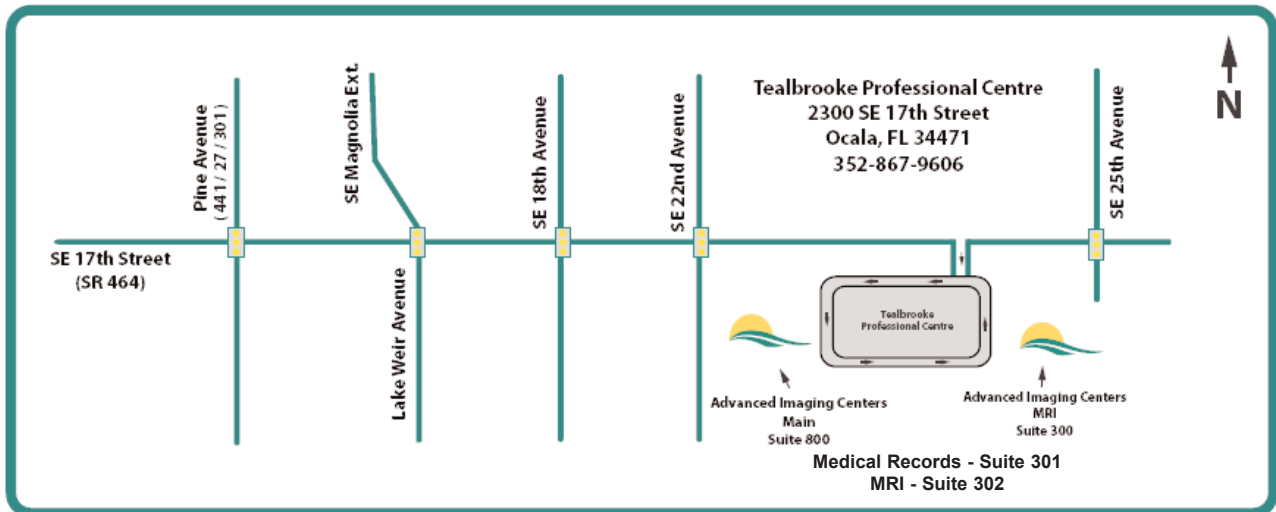 Pine Avenue
( 441 / 27 / 301 )
SE Magnolia Ext.
SE 18th Avenue
SE 22nd Avenue
Tealbrooke Professional Centre
2300 SE 17th Street
Ocala, FL 34471
352-867-9606
SE 25th Avenue
N
SE 17th Street
(SR 464)
Lake Weir Avenue
Tealbrooke
Professional Centre
Advanced Imaging Centers
Main
Suite 800
Advanced Imaging Centers
MRI
Suite 300
Medical Records - Suite 301
MRI - Suite 302